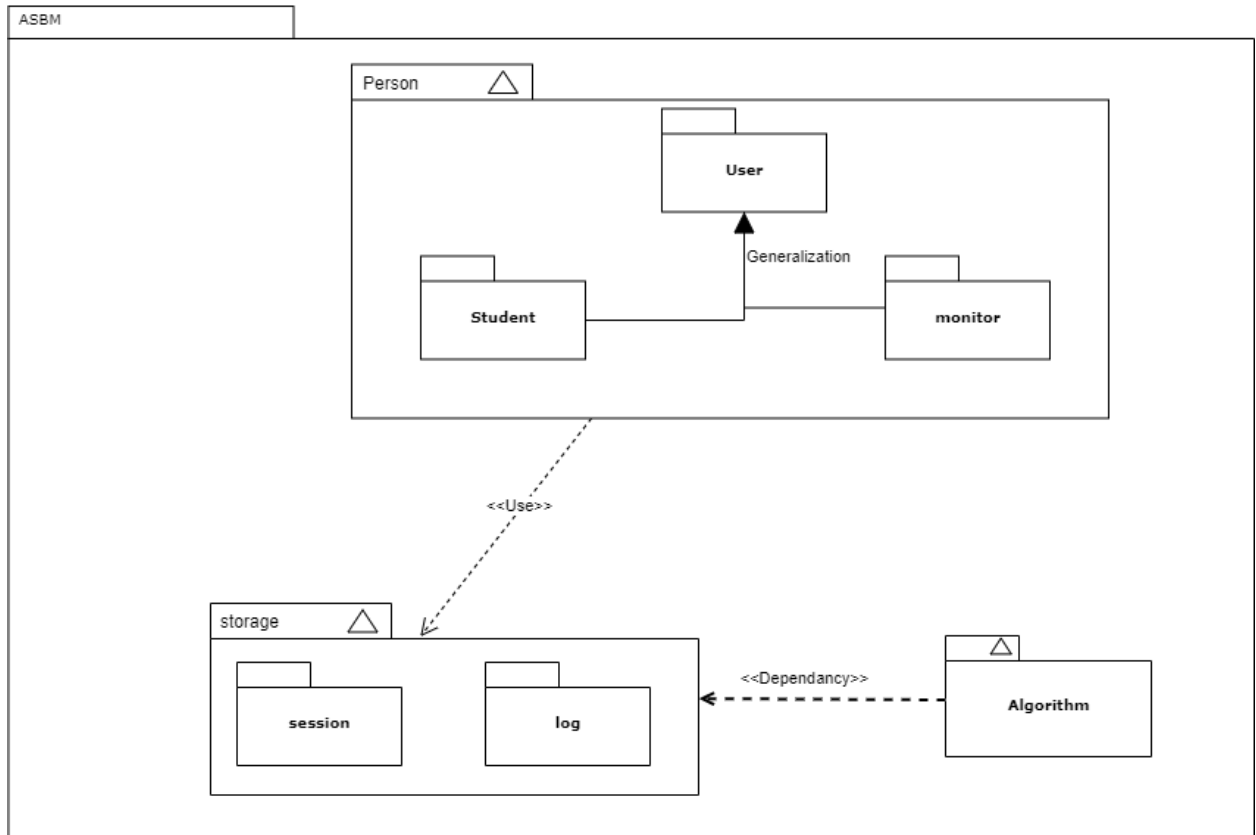 ASBM
Person
User
Generalization
Student
monitor
<<Use>>
storage
<<Dependancy>>
session
log
Algorithm